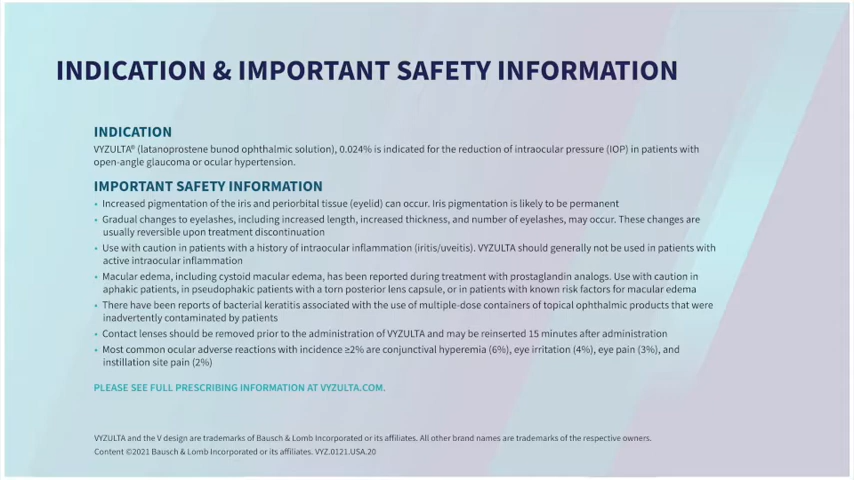 INDICATION & IMPORTANT SAFETY INFORMATION
INDICATION
VYZULTA® (latanoprostene bunod ophthalmic solution), 0.024% is indicated for the reduction of intraocular pressure (IOP) in patients with
open-angle glaucoma or ocular hypertension.
IMPORTANT SAFETY INFORMATION
• Increased pigmentation of the iris and periorbital tissue (eyelid) can occur. Iris pigmentation is likely to be permanent
• Gradual changes to eyelashes, including increased length, increased thickness, and number of eyelashes, may occur. These changes are
usually reversible upon treatment discontinuation
• Use with caution in patients with a history of intraocular inflammation (iritis/uveitis). VYZULTA should generally not be used in patients with
active intraocular inflammation
• Macular edema, including cystoid macular edema, has been reported during treatment with prostaglandin analogs. Use with caution in
aphakic patients, in pseudophakic patients with a torn posterior lens capsule, or in patients with known risk factors for macular edema
• There have been reports of bacterial keratitis associated with the use of multiple-dose containers of topical ophthalmic products that were
inadvertently contaminated by patients
• Contact lenses should be removed prior to the administration of VYZULTA and may be reinserted 15 minutes after administration
• Most common ocular adverse reactions with incidence ≥2% are conjunctival hyperemia (6%), eye irritation (4%), eye pain (3%), and
instillation site pain (2%)
PLEASE SEE FULL PRESCRIBING INFORMATION AT VYZULTA.COM.
VYZULTA and the V design are trademarks of Bausch & Lomb Incorporated or its affiliates. All other brand names are trademarks of the respective owners.
Content ©2021 Bausch & Lomb Incorporated or its affiliates. VYZ.0121.USA.20